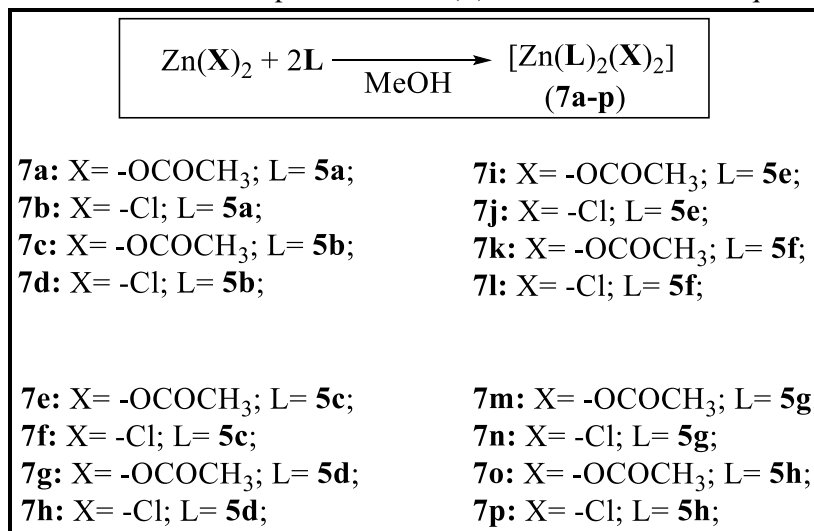 Zn(X)₂ + 2L → [Zn(L)₂(X)₂]
MeOH
(7a-p)
7a: X= -OCOCH₃; L= 5a;
7b: X= -Cl; L= 5a;
7c: X= -OCOCH₃; L= 5b;
7d: X= -Cl; L= 5b;
7e: X= -OCOCH₃; L= 5c;
7f: X= -Cl; L= 5c;
7g: X= -OCOCH₃; L= 5d;
7h: X= -Cl; L= 5d;
7i: X= -OCOCH₃; L= 5e;
7j: X= -Cl; L= 5e;
7k: X= -OCOCH₃; L= 5f;
7l: X= -Cl; L= 5f;
7m: X= -OCOCH₃; L= 5g
7n: X= -Cl; L= 5g;
7o: X= -OCOCH₃; L= 5h;
7p: X= -Cl; L= 5h;